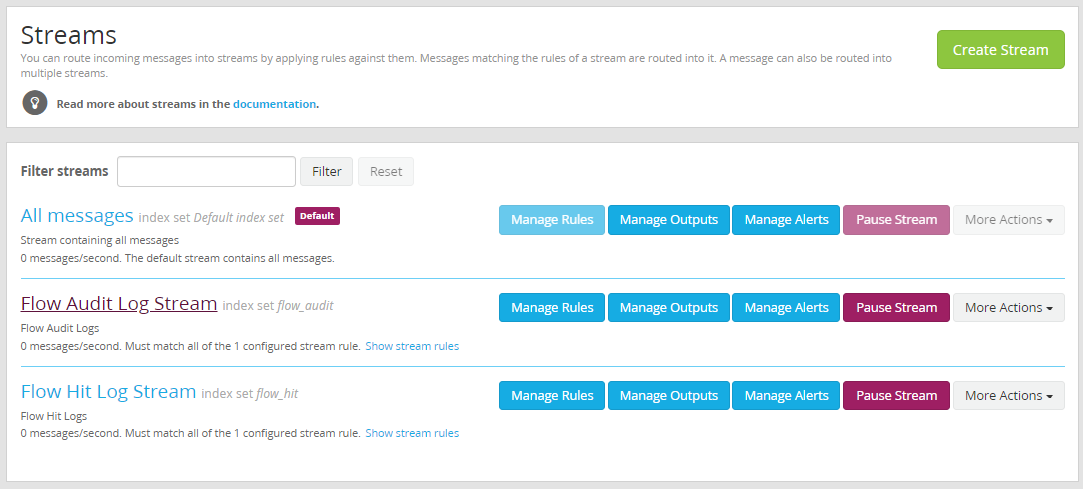 Streams
Create Stream
You can route incoming messages into streams by applying rules against them. Messages matching the rules of a stream are routed into it. A message can also be routed into
multiple streams.
Read more about streams in the documentation.
Filter streams Filter Reset
All messages index set Default index set Default Manage Rules Manage Outputs Manage Alerts Pause Stream More Actions
Stream containing all messages
0 messages/second. The default stream contains all messages.
Flow Audit Log Stream index set flow_audit Manage Rules Manage Outputs Manage Alerts Pause Stream More Actions
Flow Audit Logs
0 messages/second. Must match all of the 1 configured stream rule. Show stream rules
Flow Hit Log Stream index set flow_hit Manage Rules Manage Outputs Manage Alerts Pause Stream More Actions
Flow Hit Logs
0 messages/second. Must match all of the 1 configured stream rule. Show stream rules